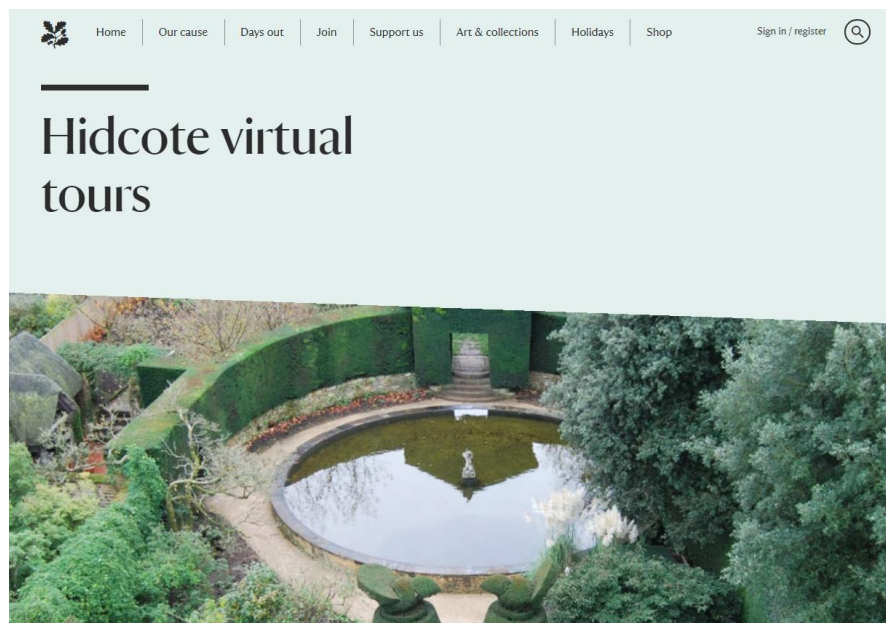 Home
Our cause
Days out
Join
Support us
Art & collections
Holidays
Shop
Sign in / register
Hidcote virtual
tours